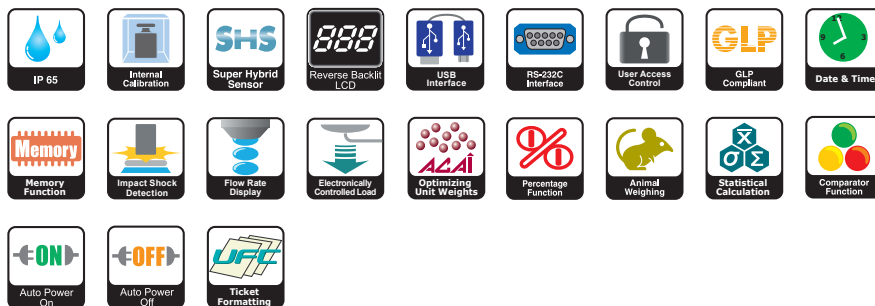 IP 65
Internal
Calibration
SHS
Super Hybrid
Sensor
888
Reverse Backlit
LCD
USB
Interface
RS-232C
Interface
User Access
Control
GLP
GLP
Compliant
12
9 3
6
Date & Time
Memory
Memory
Function
Impact Shock
Detection
Flow Rate
Display
Electronically
Controlled Load
ACAÎ
Optimizing
Unit Weights
%
Percentage
Function
Animal
Weighing
X̄
σ Σ
Statistical
Calculation
Comparator
Function
ON
Auto Power
On
OFF
Auto Power
Off
UFC
Ticket
Formatting